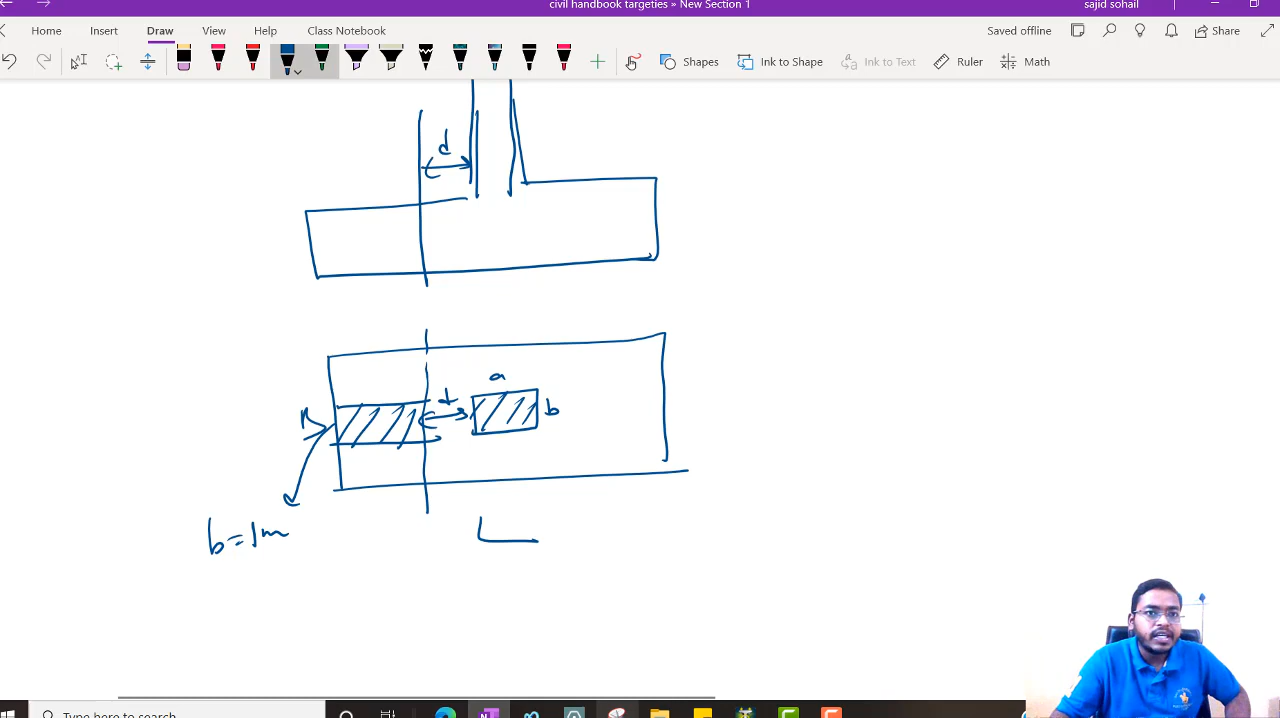 civil handbook targeties » New Section 1
sajid sohail
Home Insert Draw View Help Class Notebook
Saved offline
Share
Shapes
Ink to Shape
Ink to Text
Ruler
Math
d
a
d
b
b=1m
L
Type here to search